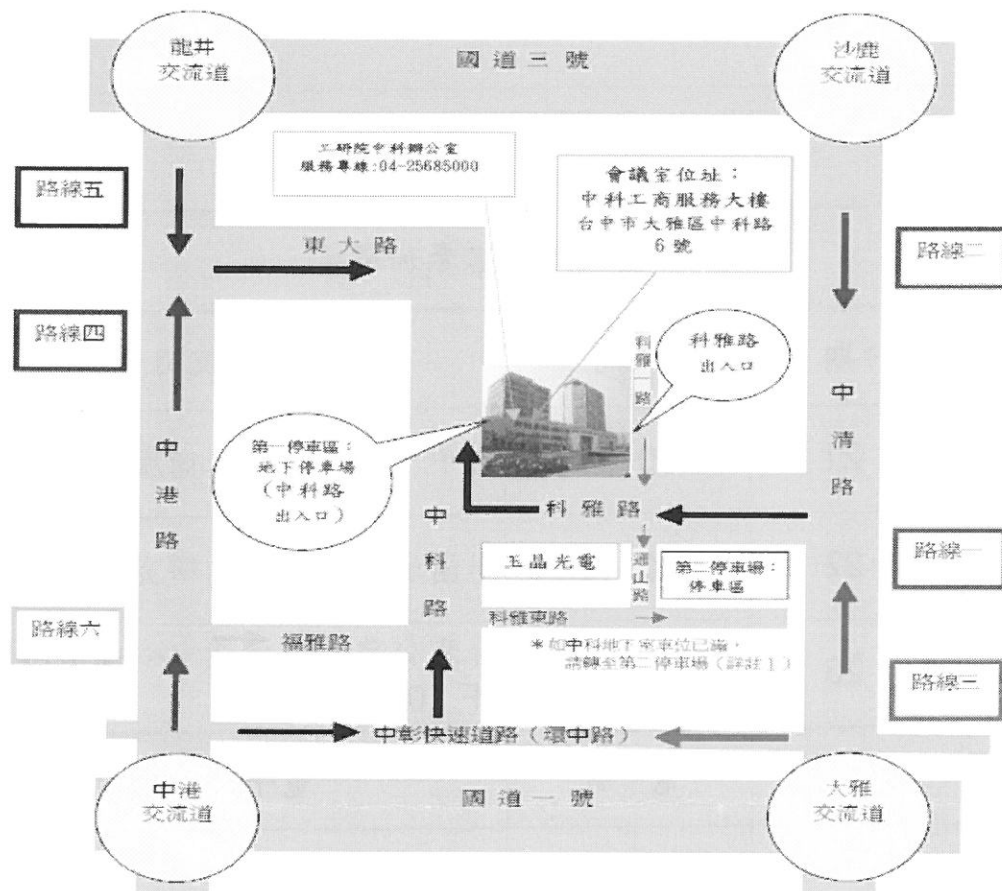 龍井
交流道
國道三號
沙鹿
交流道
工研院中科辦公室
服務專線:04-25685000
會議室位址：
中科工商服務大樓
台中市大雅區中科路
6號
路線五
東大路
路線二
路線四
科雅一路
科雅路
出入口
中港路
第一停車區：
地下停車場
(中科路
出入口)
中科路
科雅路
中清路
玉晶光電
通山路
第二停車場：
停車區
路線一
科雅東路
路線六
福雅路
＊如中科地下室車位已滿，
請轉至第二停車場（詳註1）
路線三
中彰快速道路（環中路）
中港
交流道
國道一號
大雅
交流道